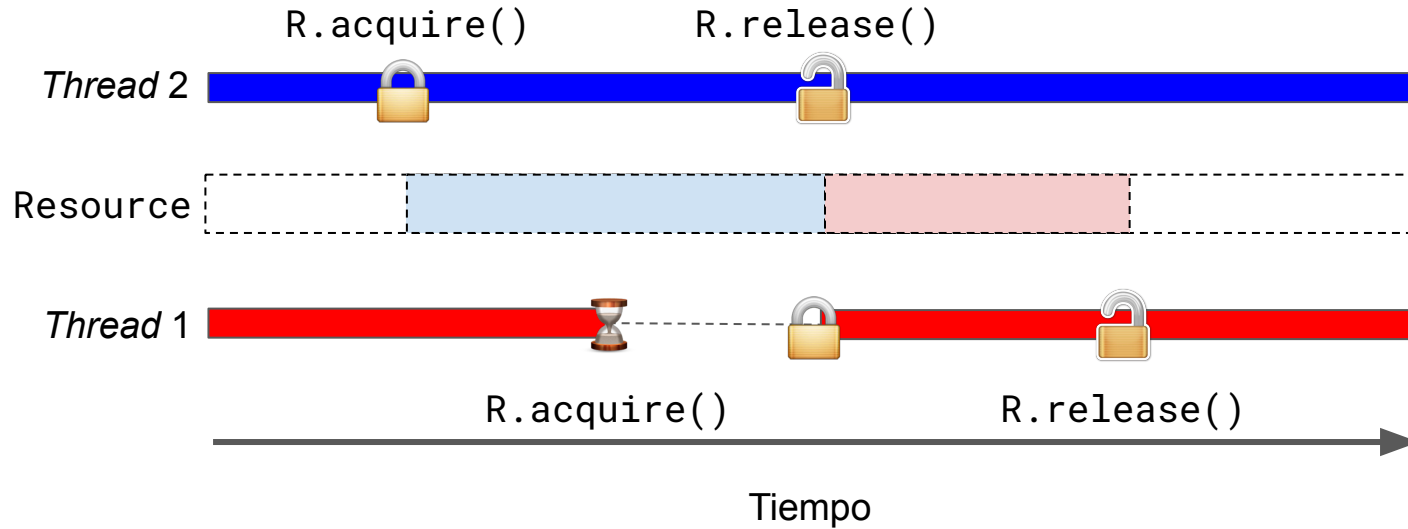 R.acquire() R.release()
Thread 2
Resource
Thread 1
R.acquire() R.release()
Tiempo